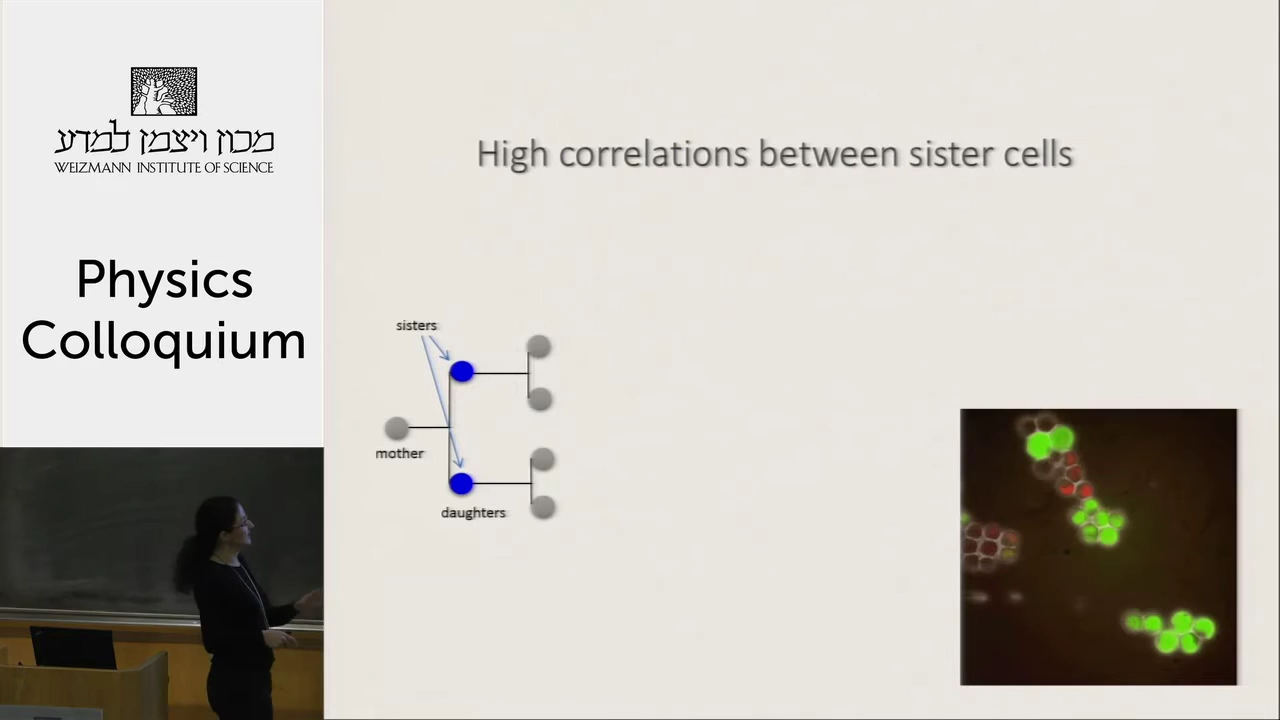 מכון ויצמן למדע
WEIZMANN INSTITUTE OF SCIENCE
Physics
Colloquium
High correlations between sister cells
sisters
mother
daughters